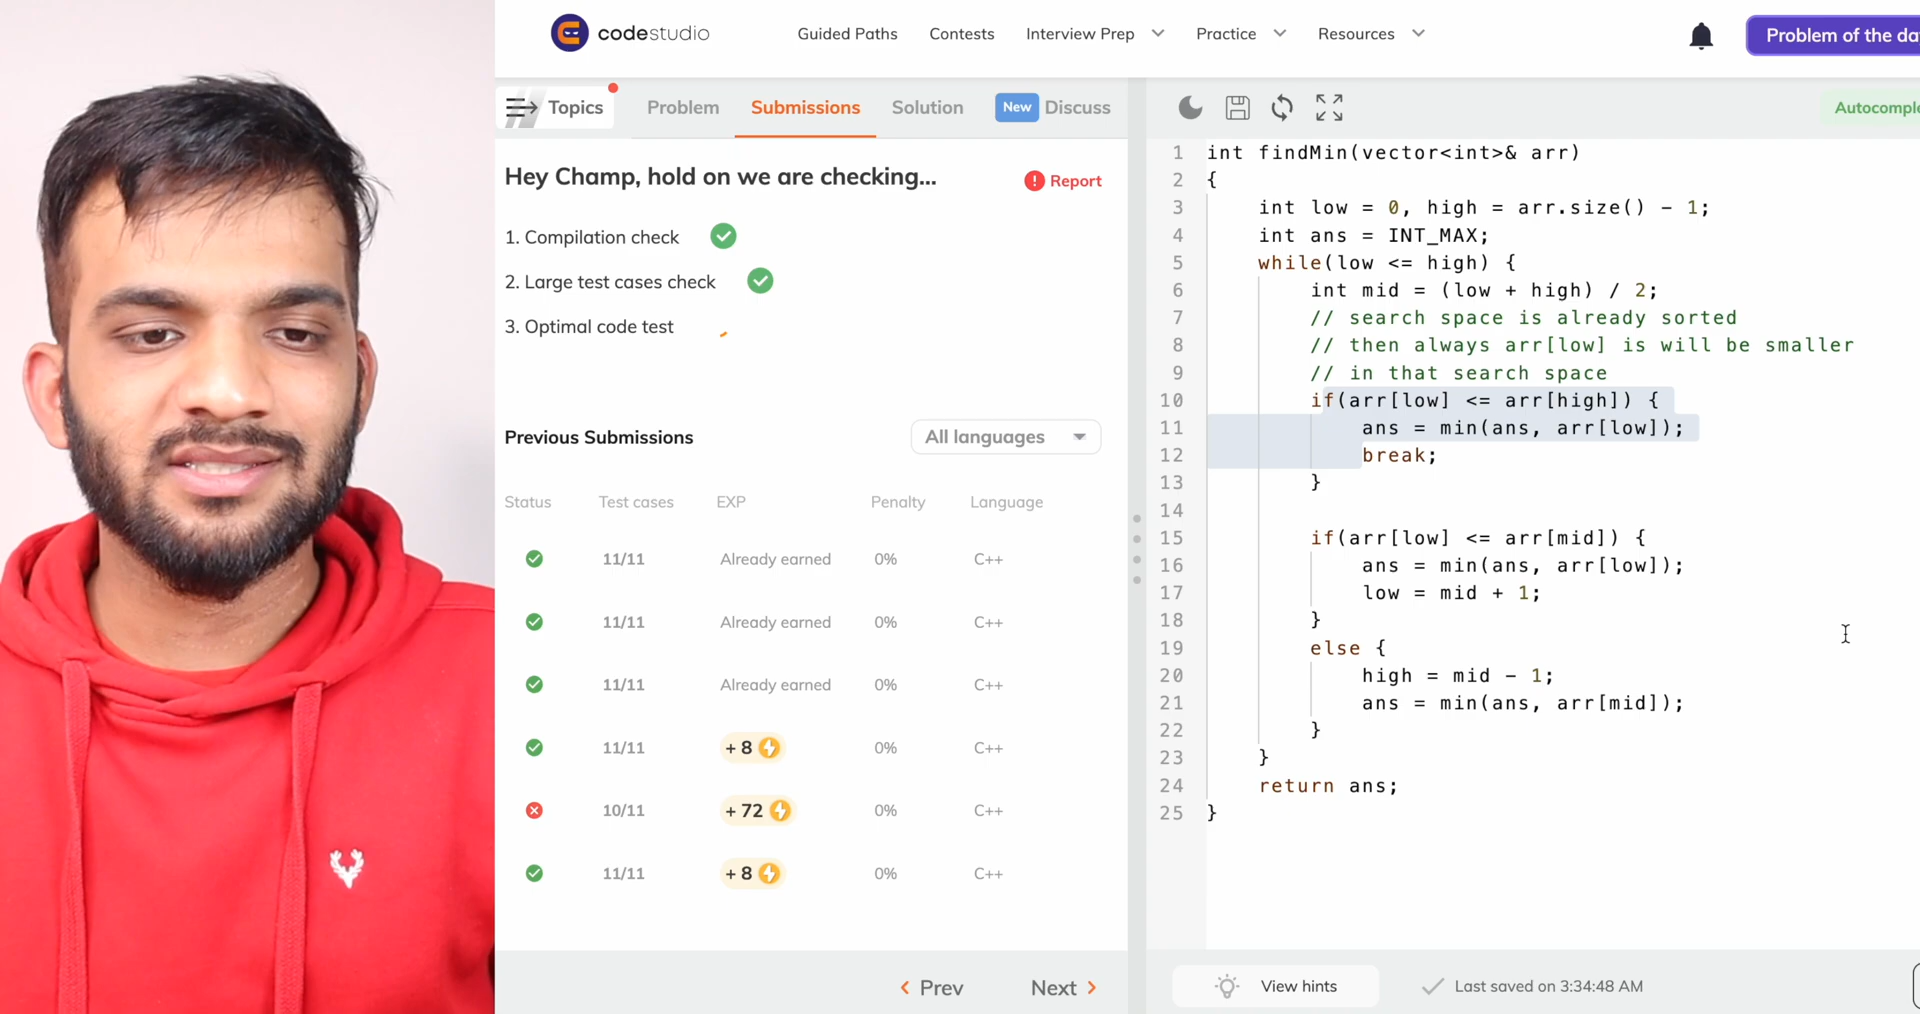 codestudio
Guided Paths
Contests
Interview Prep
Practice
Resources
Problem of the da
Topics
Problem
Submissions
Solution
New Discuss
Autocomple
Hey Champ, hold on we are checking...
! Report
1. Compilation check
2. Large test cases check
3. Optimal code test
Previous Submissions
All languages
Status Test cases EXP Penalty Language
11/11 Already earned 0% C++
11/11 Already earned 0% C++
11/11 Already earned 0% C++
11/11 + 8 0% C++
10/11 + 72 0% C++
11/11 + 8 0% C++
< Prev
Next >
1 int findMin(vector<int>& arr)
2 {
3 int low = 0, high = arr.size() - 1;
4 int ans = INT_MAX;
5 while(low <= high) {
6 int mid = (low + high) / 2;
7 // search space is already sorted
8 // then always arr[low] is will be smaller
9 // in that search space
10 if(arr[low] <= arr[high]) {
11 ans = min(ans, arr[low]);
12 break;
13 }
14
15 if(arr[low] <= arr[mid]) {
16 ans = min(ans, arr[low]);
17 low = mid + 1;
18 }
19 else {
20 high = mid - 1;
21 ans = min(ans, arr[mid]);
22 }
23 }
24 return ans;
25 }
View hints
Last saved on 3:34:48 AM